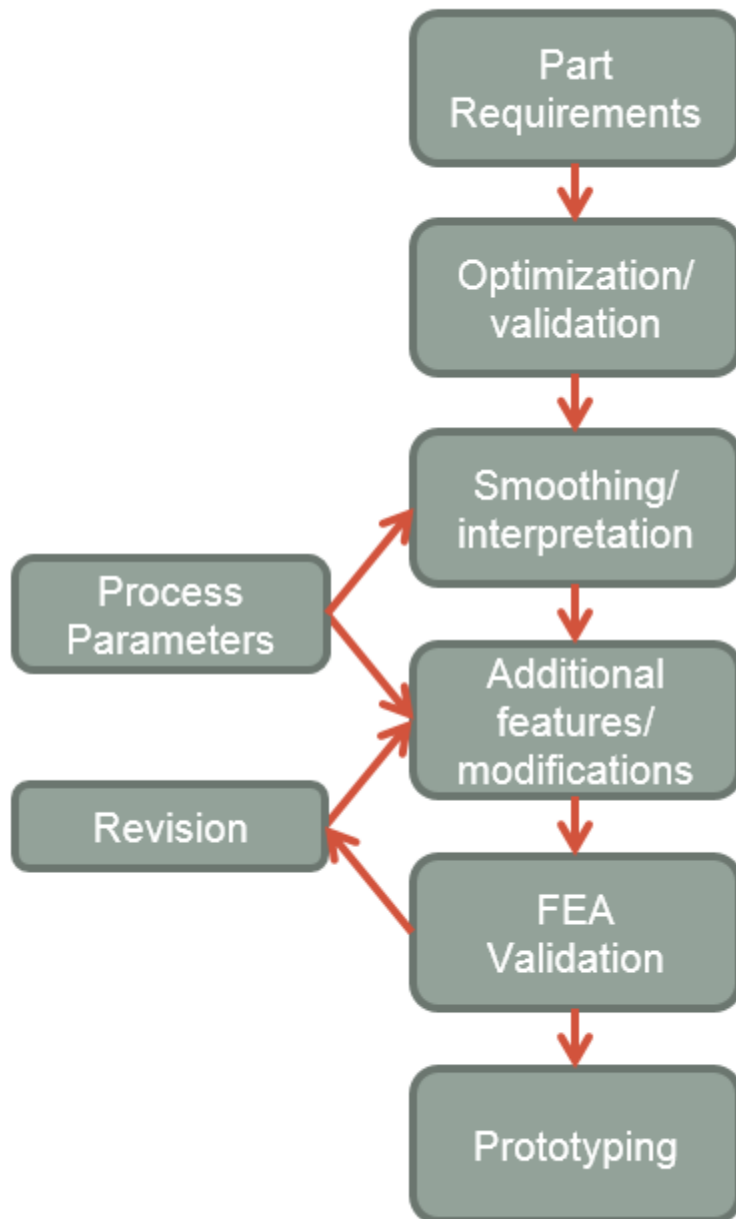 Part
Requirements
Optimization/
validation
Smoothing/
interpretation
Process
Parameters
Additional
features/
modifications
Revision
FEA
Validation
Prototyping